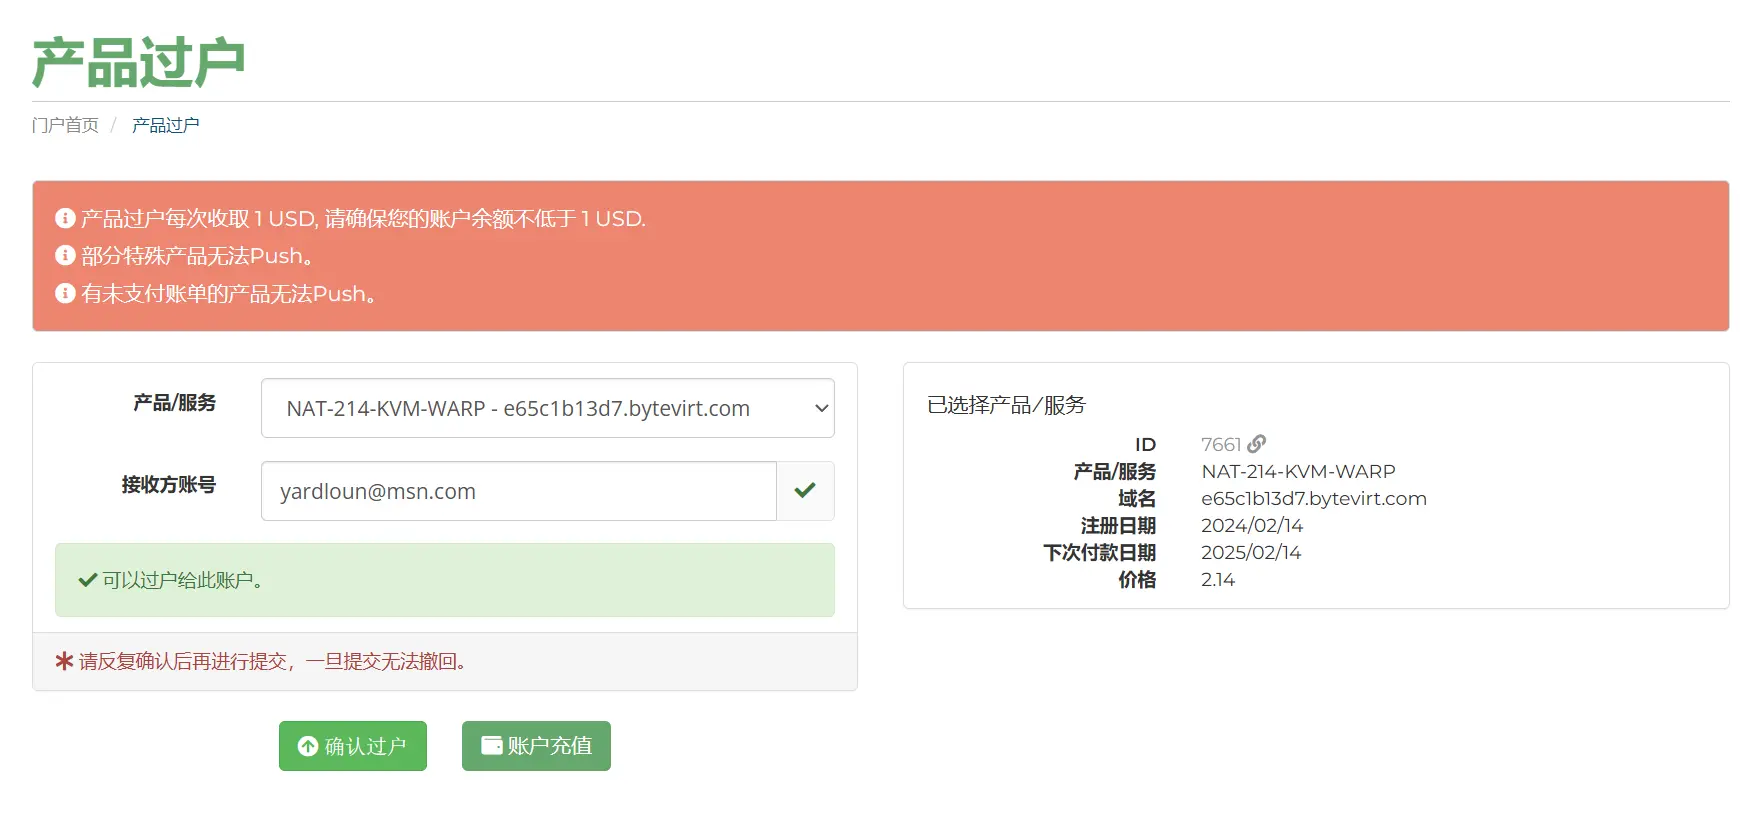 产品过户
门户首页 / 产品过户
产品过户每次收取 1 USD, 请确保您的账户余额不低于 1 USD.
部分特殊产品无法Push。
有未支付账单的产品无法Push。
产品/服务
NAT-214-KVM-WARP - e65c1b13d7.bytevirt.com
接收方账号
yardloun@msn.com
可以过户给此账户。
请反复确认后再进行提交，一旦提交无法撤回。
确认过户
账户充值
已选择产品/服务
ID 7661
产品/服务 NAT-214-KVM-WARP
域名 e65c1b13d7.bytevirt.com
注册日期 2024/02/14
下次付款日期 2025/02/14
价格 2.14